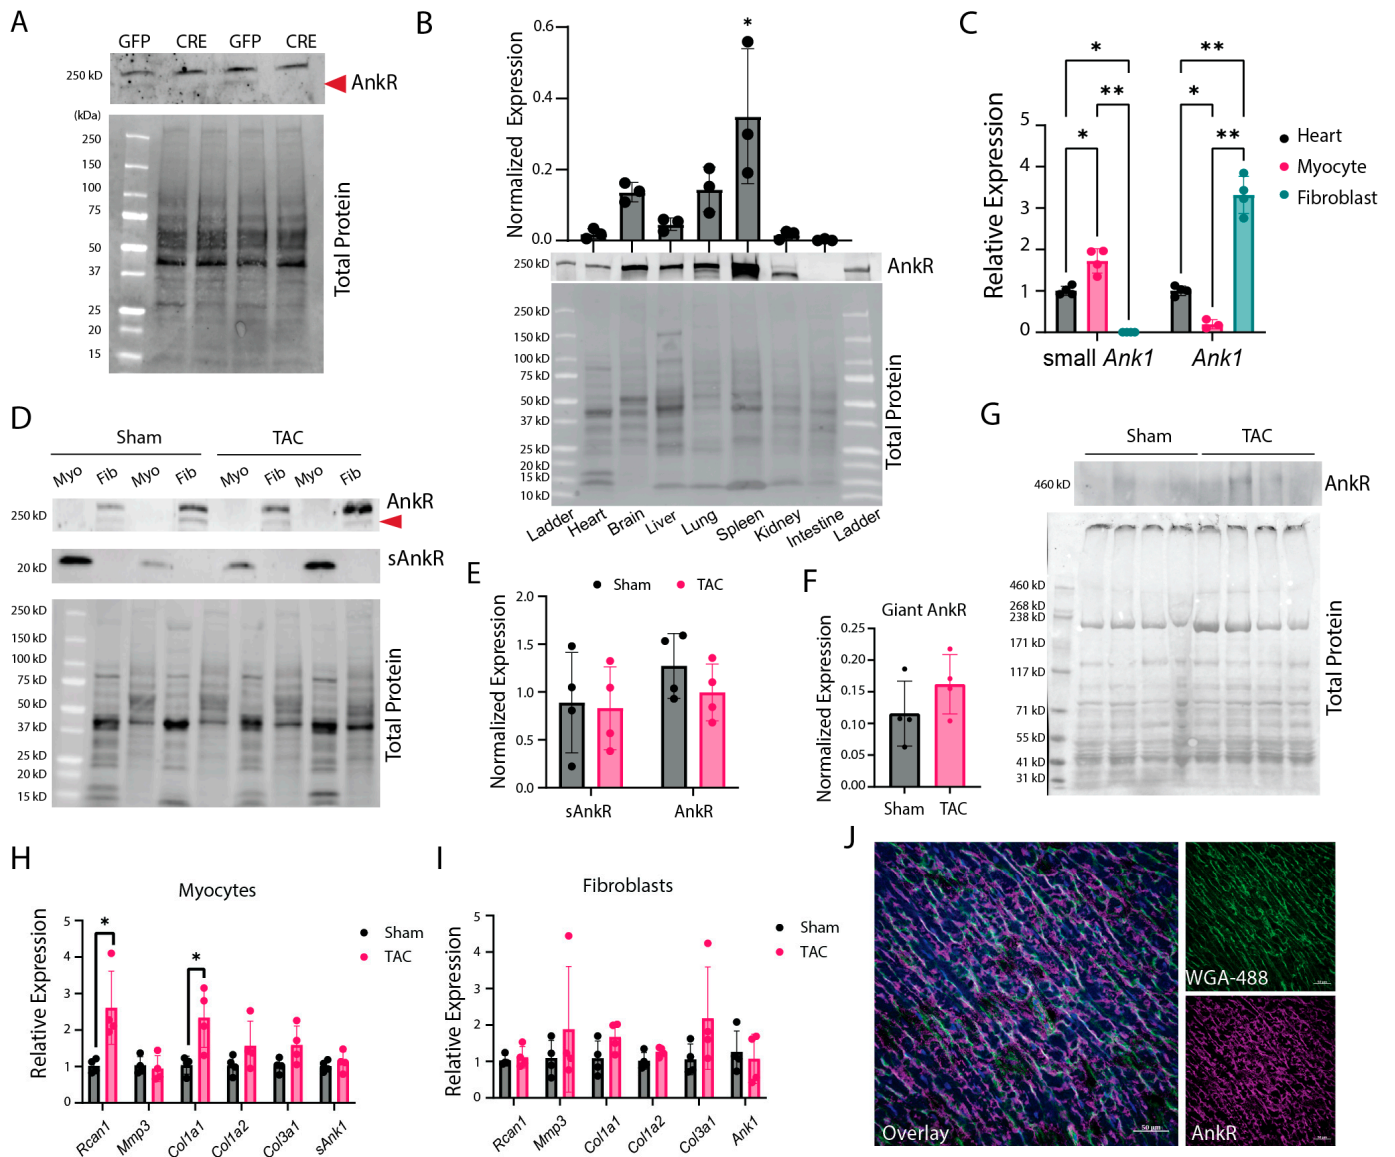 A
GFP CRE GFP CRE
250 kD
AnkR
(kDa)
250
150
100
75
50
37
25
20
15
Total Protein
B
*
Normalized Expression
0.6
0.4
0.2
0.0
250 kD
AnkR
250 kD
150 kD
100 kD
75 kD
50 kD
37 kD
25 kD
20 kD
15 kD
10 kD
Total Protein
Ladder Heart Brain Liver Lung Spleen Kidney Intestine Ladder
C
* **
** *
* **
Relative Expression
5
4
3
2
1
0
small Ank1 Ank1
Heart
Myocyte
Fibroblast
D
Sham TAC
Myo Fib Myo Fib Myo Fib Myo Fib
AnkR
250 kD
sAnkR
20 kD
250 kD
150 kD
100 kD
75 kD
50 kD
37 kD
25 kD
20 kD
15 kD
Total Protein
E
Sham TAC
Normalized Expression
2.0
1.5
1.0
0.5
0.0
sAnkR AnkR
F
Giant AnkR
Normalized Expression
0.25
0.20
0.15
0.10
0.05
0.00
Sham TAC
G
Sham TAC
460 kD
AnkR
460 kD
268 kD
238 kD
171 kD
117 kD
71 kD
55 kD
41 kD
31 kD
Total Protein
H
Myocytes
Relative Expression
5
4
3
2
1
0
*
*
Sham
TAC
Rcan1 Mmp3 Col1a1 Col1a2 Col3a1 sAnk1
I
Fibroblasts
Relative Expression
5
4
3
2
1
0
Sham
TAC
Rcan1 Mmp3 Col1a1 Col1a2 Col3a1 Ank1
J
Overlay
50 µm
WGA-488
AnkR